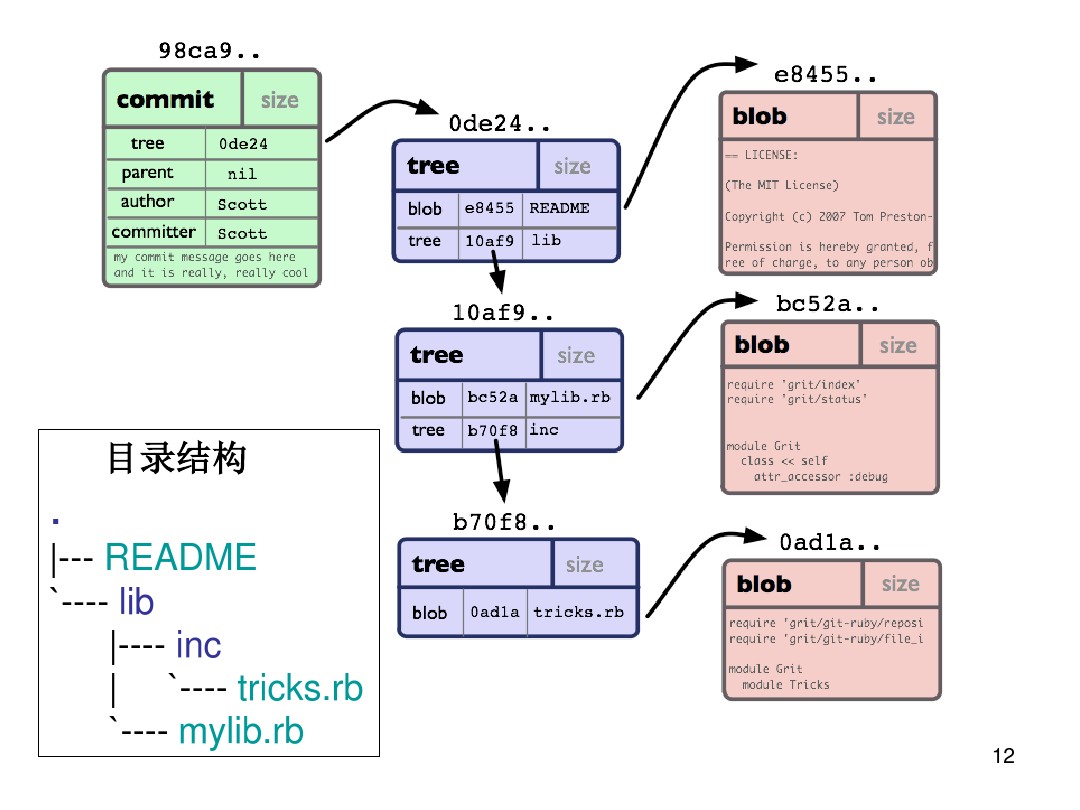 98ca9..
commit size
tree 0de24
parent nil
author Scott
committer Scott
my commit message goes here
and it is really, really cool
0de24..
tree size
blob e8455 README
tree 10af9 lib
10af9..
tree size
blob bc52a mylib.rb
tree b70f8 inc
b70f8..
tree size
blob 0ad1a tricks.rb
e8455..
blob size
== LICENSE:
(The MIT License)
Copyright (c) 2007 Tom Preston-
Permission is hereby granted, f
ree of charge, to any person ob
bc52a..
blob size
require 'grit/index'
require 'grit/status'
module Grit
class << self
attr_accessor :debug
0ad1a..
blob size
require 'grit/git-ruby/reposi
require 'grit/git-ruby/file_i
module Grit
module Tricks
目录结构
.
|--- README
`---- lib
|---- inc
| `---- tricks.rb
`---- mylib.rb
12